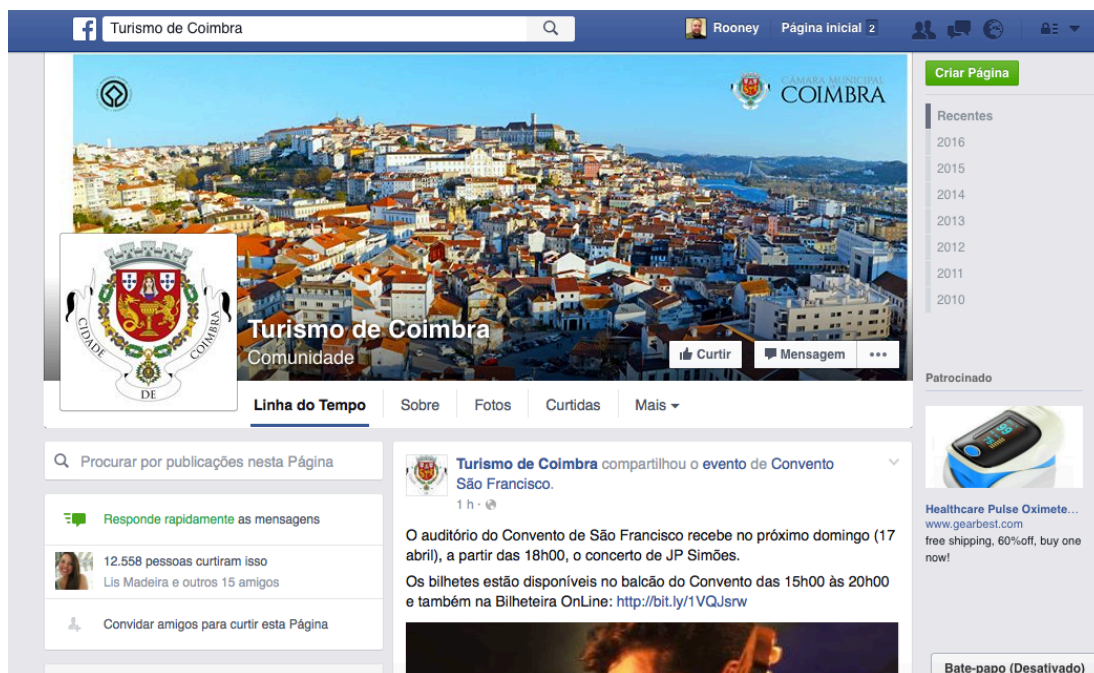 Turismo de Coimbra
Rooney
Página inicial 2
CÂMARA MUNICIPAL
COIMBRA
Criar Página
Recentes
2016
2015
2014
2013
2012
2011
2010
CIDADE
DE
COIMBRA
Turismo de Coimbra
Comunidade
Curtir
Mensagem
Linha do Tempo
Sobre
Fotos
Curtidas
Mais
Procurar por publicações nesta Página
Responde rapidamente as mensagens
12.558 pessoas curtiram isso
Lis Madeira e outros 15 amigos
Convidar amigos para curtir esta Página
Turismo de Coimbra compartilhou o evento de Convento
São Francisco.
1 h
O auditório do Convento de São Francisco recebe no próximo domingo (17
abril), a partir das 18h00, o concerto de JP Simões.
Os bilhetes estão disponíveis no balcão do Convento das 15h00 às 20h00
e também na Bilheteira OnLine: http://bit.ly/1VQJsrw
Patrocinado
Healthcare Pulse Oximete...
www.gearbest.com
free shipping, 60%off, buy one
now!
Bate-papo (Desativado)